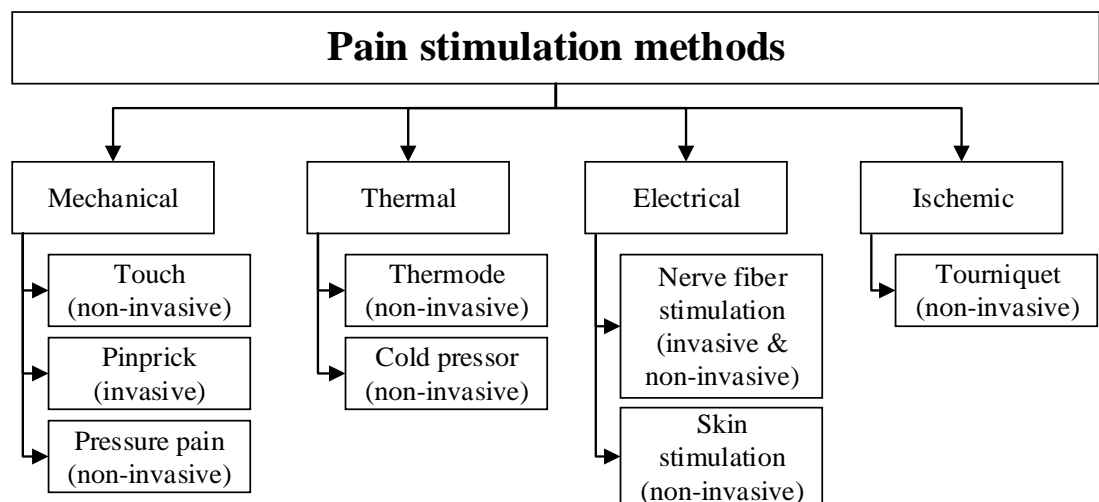 Pain stimulation methods
Mechanical
Touch
(non-invasive)
Pinprick
(invasive)
Pressure pain
(non-invasive)
Thermal
Thermode
(non-invasive)
Cold pressor
(non-invasive)
Electrical
Nerve fiber
stimulation
(invasive &
non-invasive)
Skin
stimulation
(non-invasive)
Ischemic
Tourniquet
(non-invasive)